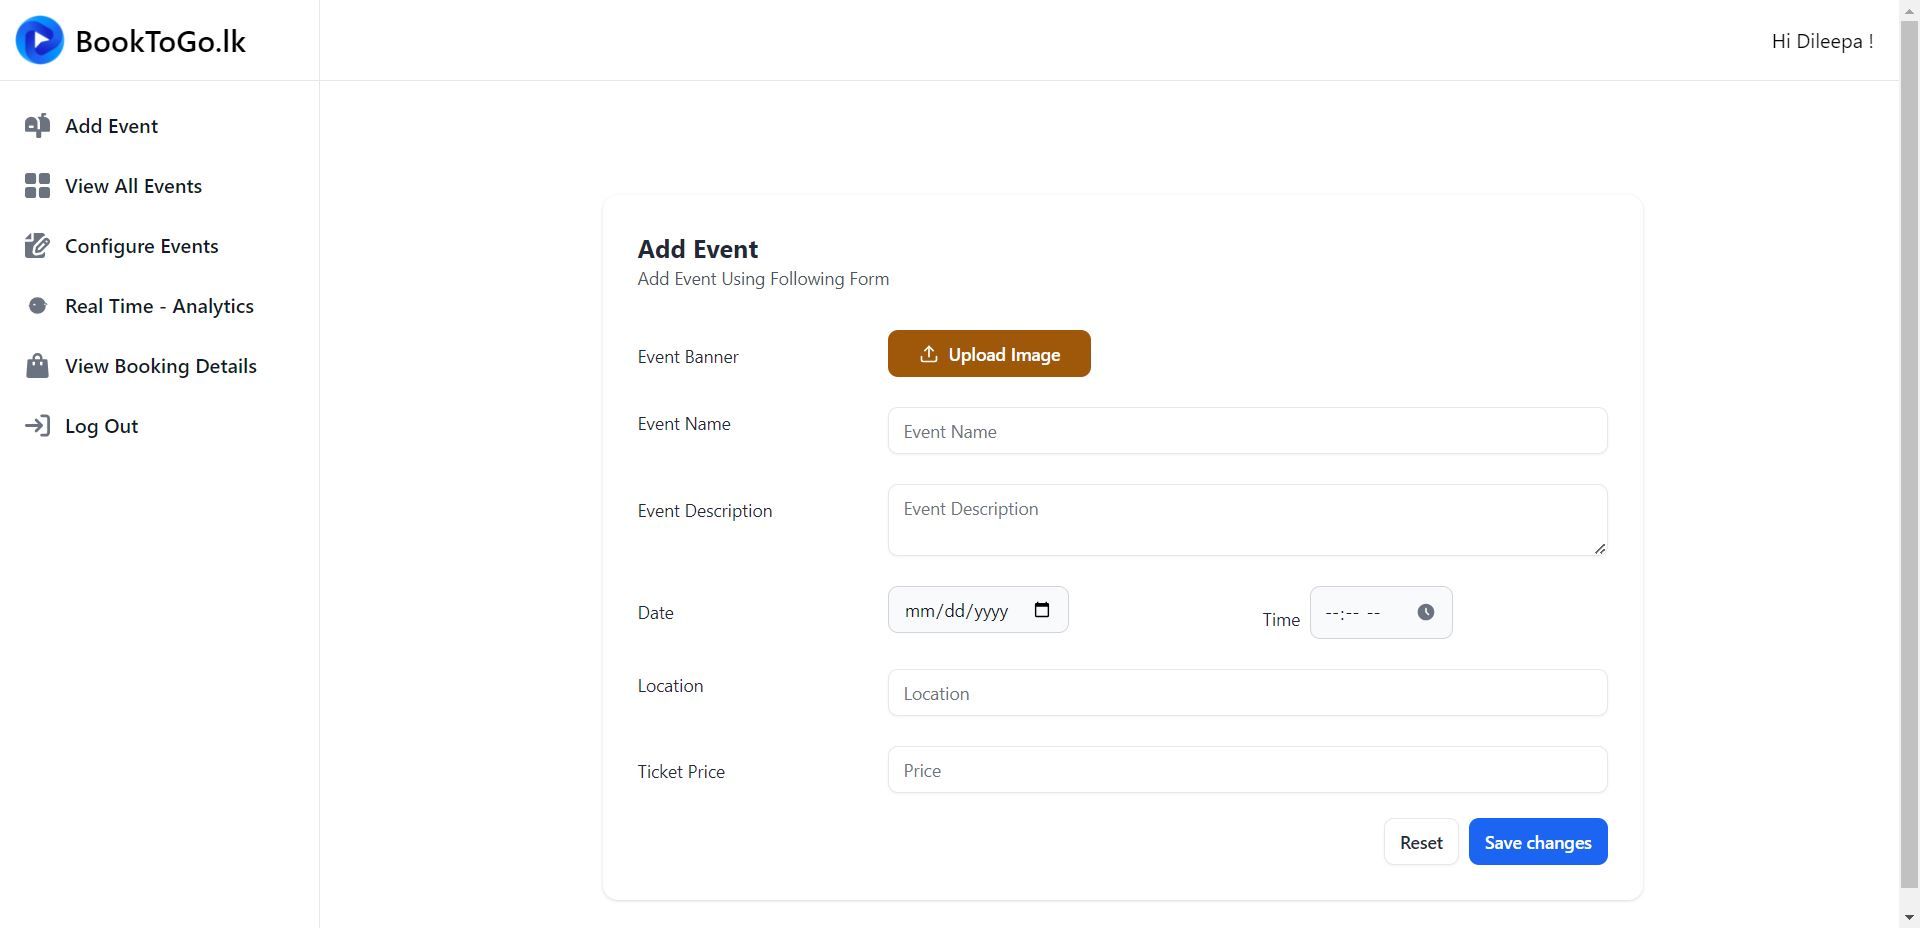 BookToGo.lk
Hi Dileepa !
Add Event
View All Events
Configure Events
Real Time - Analytics
View Booking Details
Log Out
Add Event
Add Event Using Following Form
Event Banner
Upload Image
Event Name
Event Name
Event Description
Event Description
Date
mm/dd/yyyy
Time
--:-- --
Location
Location
Ticket Price
Price
Reset
Save changes